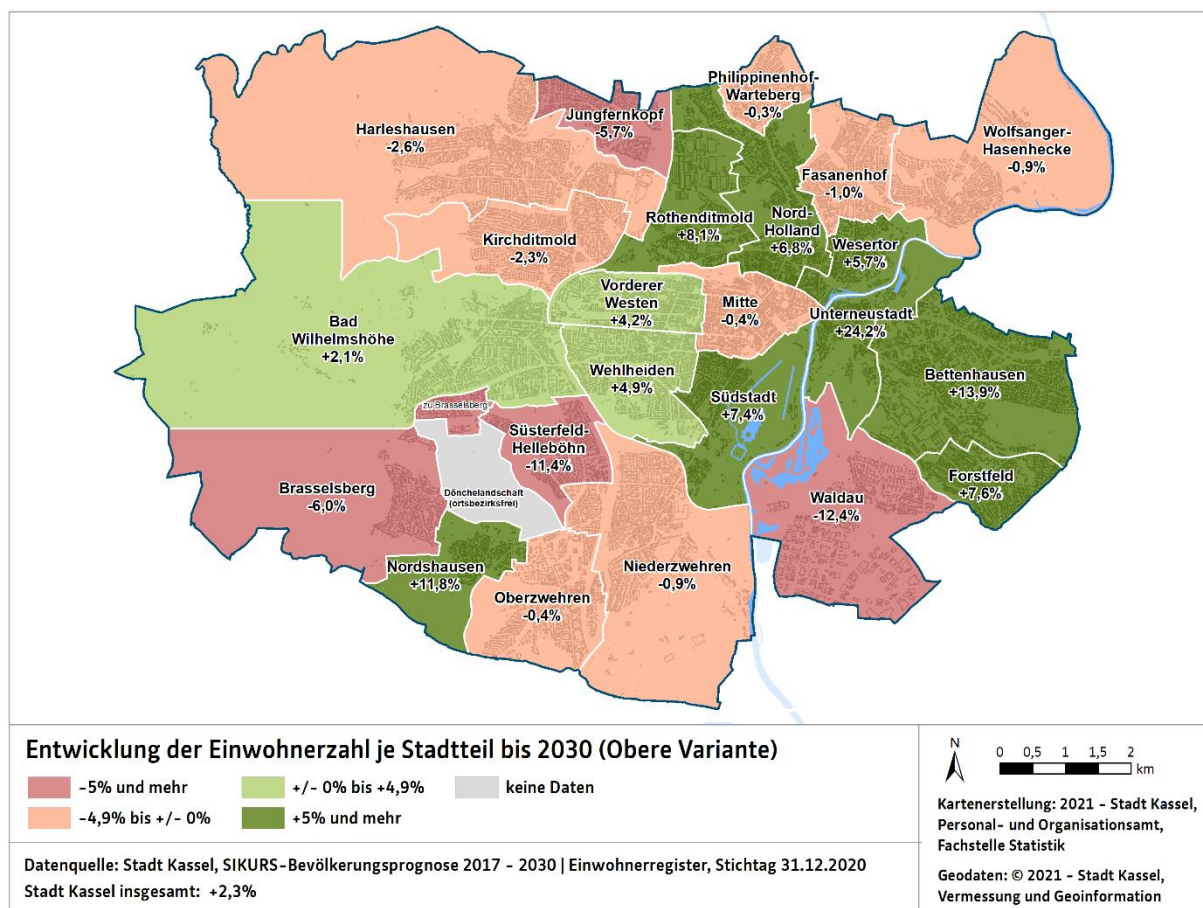 Philippinenhof-
Warteberg
-0,3%
Jungfernkopf
-5,7%
Harleshausen
-2,6%
Wolfsanger-
Hasenhecke
-0,9%
Fasanenhof
-1,0%
Rothenditmold
+8,1%
Nord-
Holland
+6,8%
Kirchditmold
-2,3%
Wesertor
+5,7%
Vorderer
Westen
+4,2%
Mitte
-0,4%
Unterneustadt
+24,2%
Bad
Wilhelmshöhe
+2,1%
Wehlheiden
+4,9%
Bettenhausen
+13,9%
Südstadt
+7,4%
zu Brasselsberg
Süsterfeld-
Helleböhn
-11,4%
Forstfeld
+7,6%
Brasselsberg
-6,0%
Dönchelandschaft
(ortsbezirksfrei)
Waldau
-12,4%
Nordshausen
+11,8%
Niederzwehren
-0,9%
Oberzwehren
-0,4%
Entwicklung der Einwohnerzahl je Stadtteil bis 2030 (Obere Variante)
-5% und mehr
+/- 0% bis +4,9%
keine Daten
-4,9% bis +/- 0%
+5% und mehr
Datenquelle: Stadt Kassel, SIKURS-Bevölkerungsprognose 2017 - 2030 | Einwohnerregister, Stichtag 31.12.2020
Stadt Kassel insgesamt: +2,3%
N
0 0,5 1 1,5 2
km
Kartenerstellung: 2021 - Stadt Kassel,
Personal- und Organisationsamt,
Fachstelle Statistik
Geodaten: © 2021 - Stadt Kassel,
Vermessung und Geoinformation